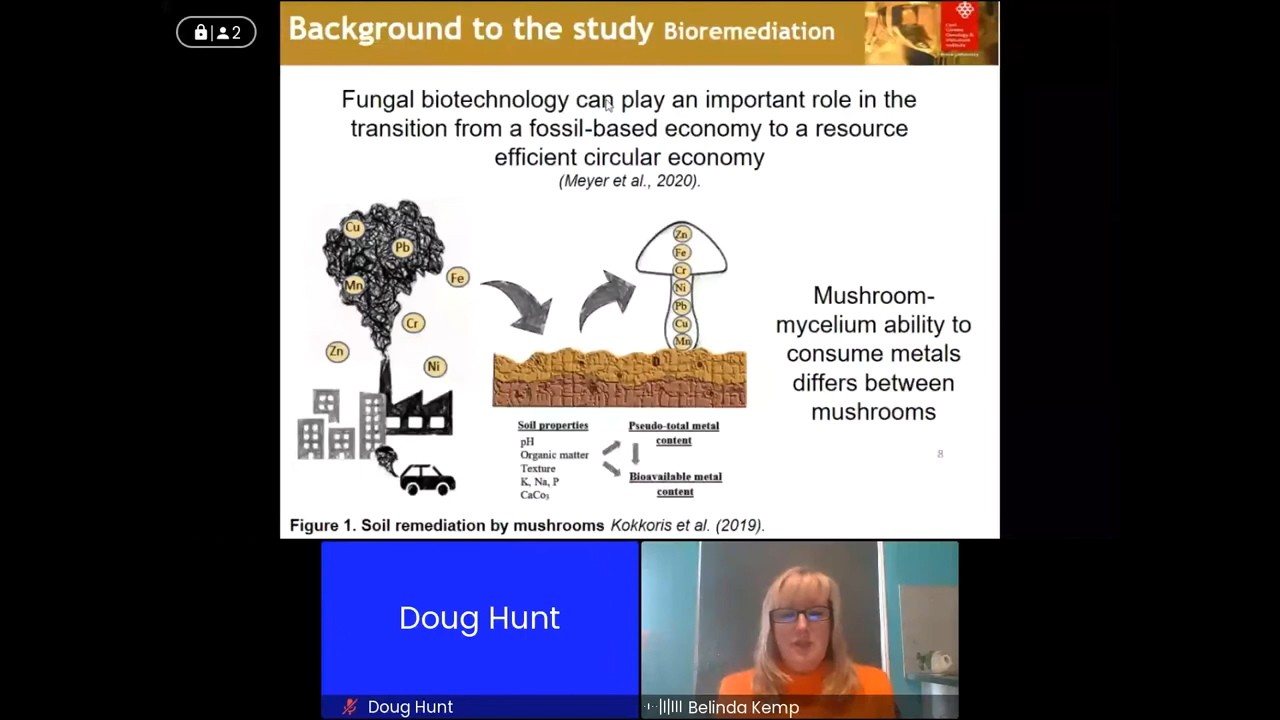 2
Background to the study Bioremediation
Fungal biotechnology can play an important role in the
transition from a fossil-based economy to a resource
efficient circular economy
(Meyer et al., 2020).
Cu
Pb
Mn
Fe
Cr
Zn
Ni
Zn
Fe
Cr
Ni
Pb
Cu
Mn
Mushroom-
mycelium ability to
consume metals
differs between
mushrooms
Soil properties
pH
Organic matter
Texture
K, Na, P
CaCo₃
Pseudo-total metal
content
Bioavailable metal
content
8
Figure 1. Soil remediation by mushrooms Kokkoris et al. (2019).
Doug Hunt
Doug Hunt
Belinda Kemp